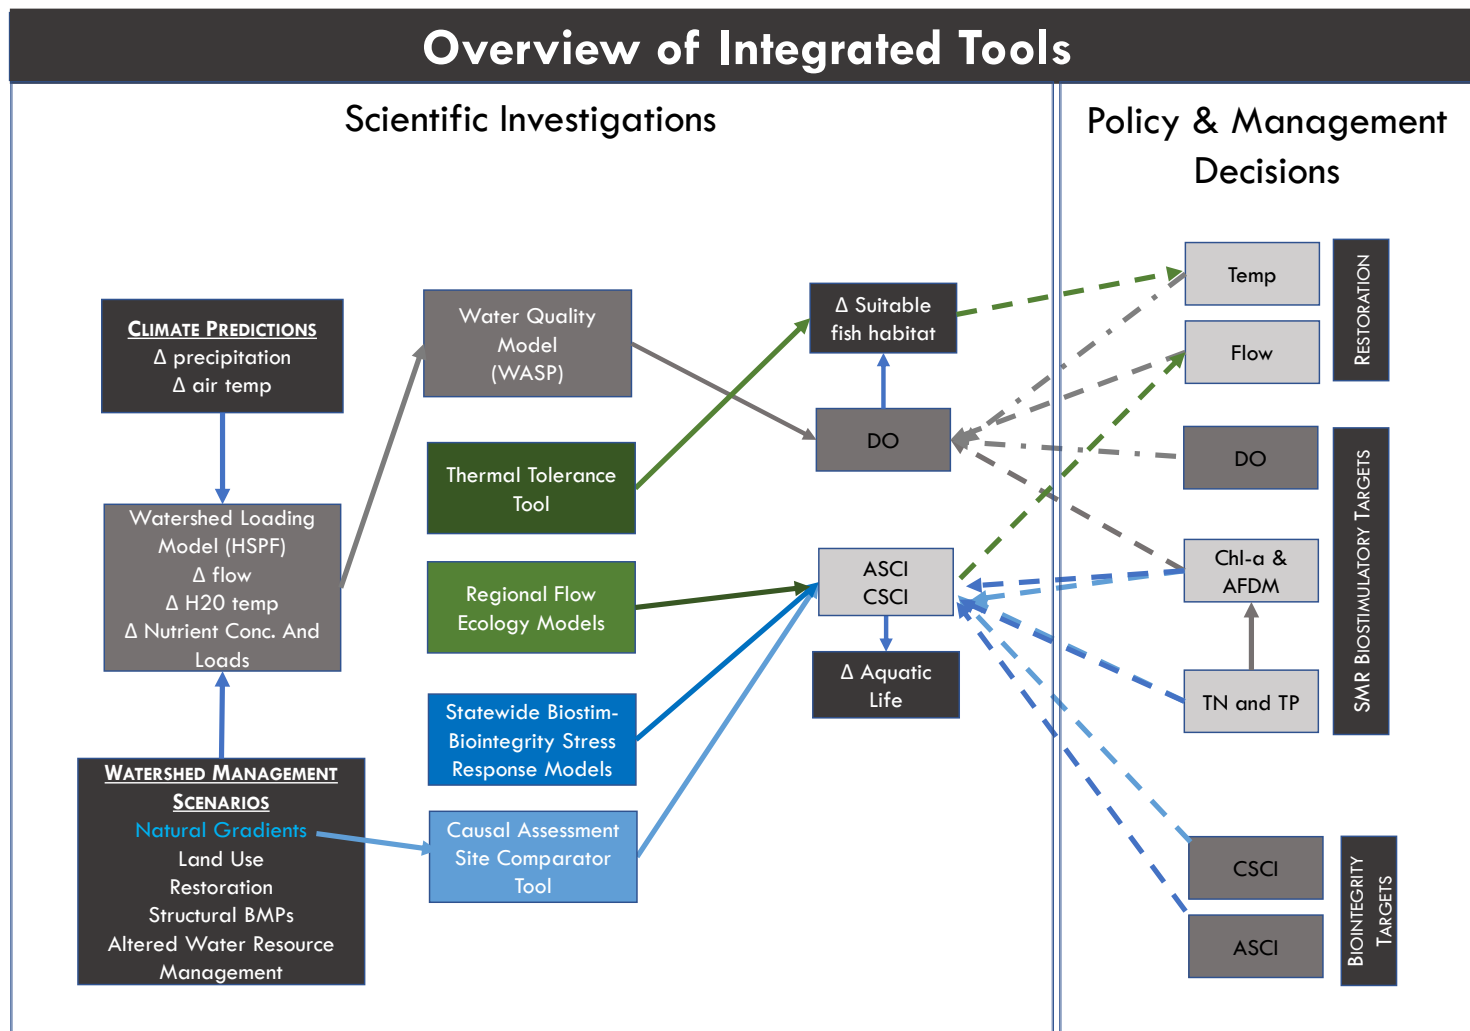 Overview of Integrated Tools
Scientific Investigations
Policy & Management
Decisions
CLIMATE PREDICTIONS
Δ precipitation
Δ air temp
Watershed Loading
Model (HSPF)
Δ flow
Δ H20 temp
Δ Nutrient Conc. And
Loads
WATERSHED MANAGEMENT
SCENARIOS
Natural Gradients
Land Use
Restoration
Structural BMPs
Altered Water Resource
Management
Water Quality
Model
(WASP)
Thermal Tolerance
Tool
Regional Flow
Ecology Models
Statewide Biostim-
Biointegrity Stress
Response Models
Causal Assessment
Site Comparator
Tool
Δ Suitable
fish habitat
DO
ASCI
CSCI
Δ Aquatic
Life
Temp
Flow
RESTORATION
DO
Chl-a &
AFDM
TN and TP
SMR BIOSTIMULATORY TARGETS
CSCI
ASCI
BIOINTEGRITY
TARGETS